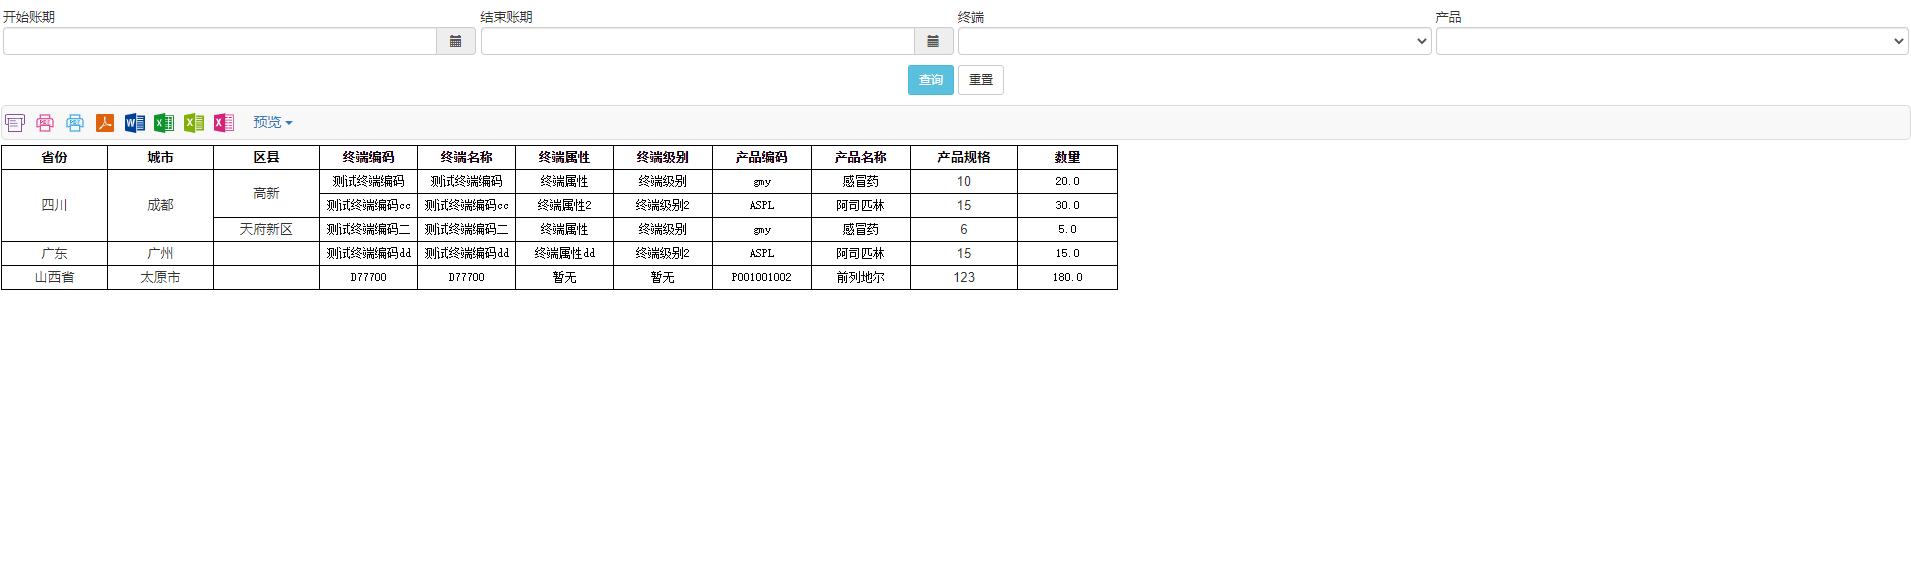 开始账期 结束账期 终端 产品
查询 重置
预览
省份 城市 区县 终端编码 终端名称 终端属性 终端级别 产品编码 产品名称 产品规格 数量
四川 成都 高新 测试终端编码 测试终端编码 终端属性 终端级别 gmy 感冒药 10 20.0
测试终端编码cc 测试终端编码cc 终端属性2 终端级别2 ASPL 阿司匹林 15 30.0
天府新区 测试终端编码二 测试终端编码二 终端属性 终端级别 gmy 感冒药 6 5.0
广东 广州 测试终端编码dd 测试终端编码dd 终端属性dd 终端级别2 ASPL 阿司匹林 15 15.0
山西省 太原市 D77700 D77700 暂无 暂无 P001001002 前列地尔 123 180.0